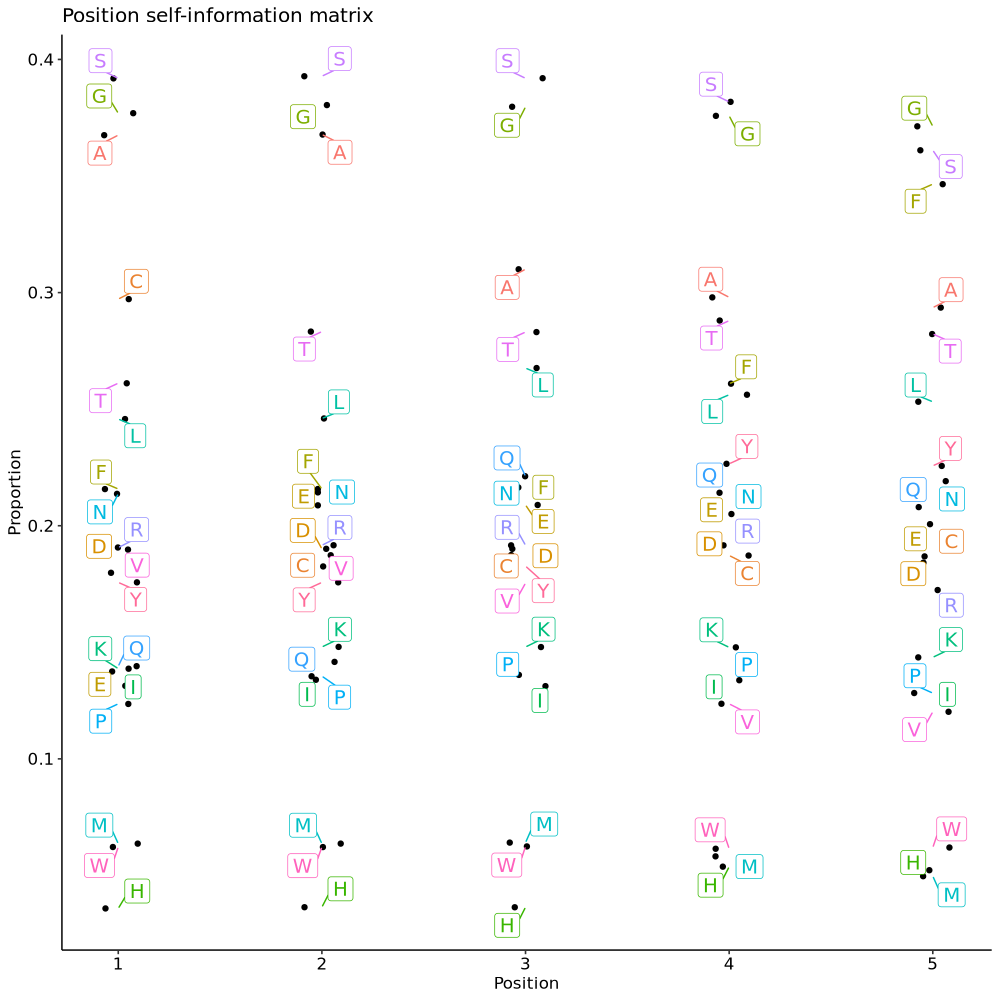 Position self-information matrix
Proportion
0.4
0.3
0.2
0.1
S
G
A
C
T
L
F
N
R
D
V
Y
K
Q
E
I
P
M
W
H
S
G
A
T
L
F
E
N
D
R
C
V
Y
K
Q
I
P
M
W
H
S
G
A
T
L
Q
N
F
E
R
D
C
Y
V
K
P
I
M
W
H
S
G
A
T
F
L
Y
Q
N
E
R
D
C
K
P
I
V
W
M
H
G
S
F
A
T
L
Y
Q
N
E
C
D
R
K
P
I
V
W
H
M
1 2 3 4 5
Position